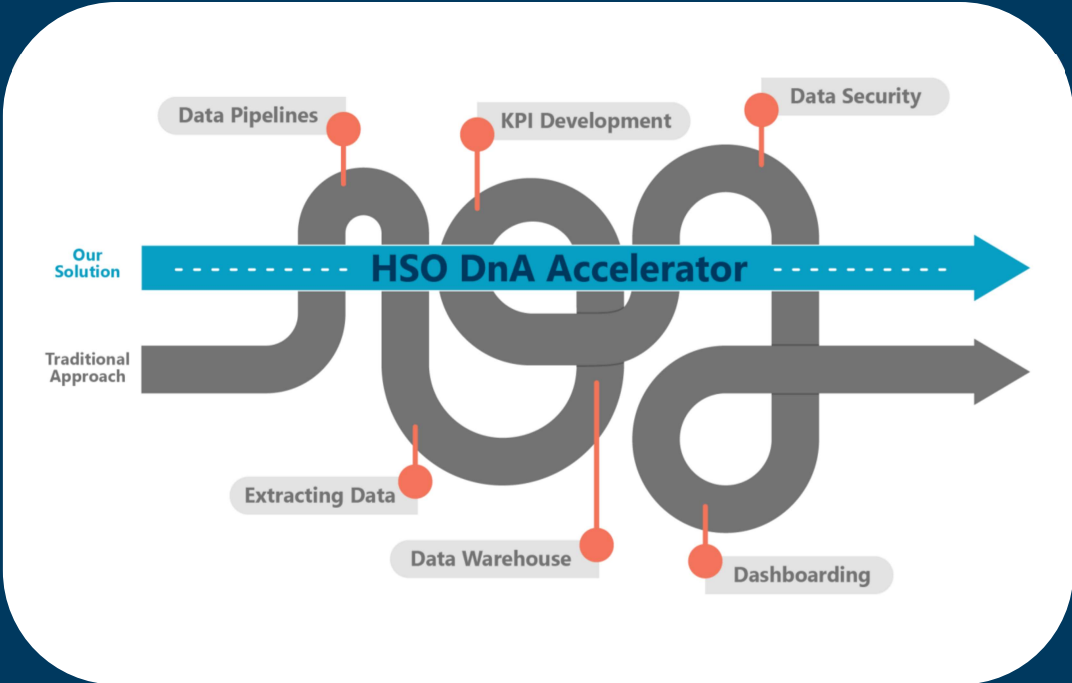 Data Pipelines
KPI Development
Data Security
Our
Solution
HSO DnA Accelerator
Traditional
Approach
Extracting Data
Data Warehouse
Dashboarding